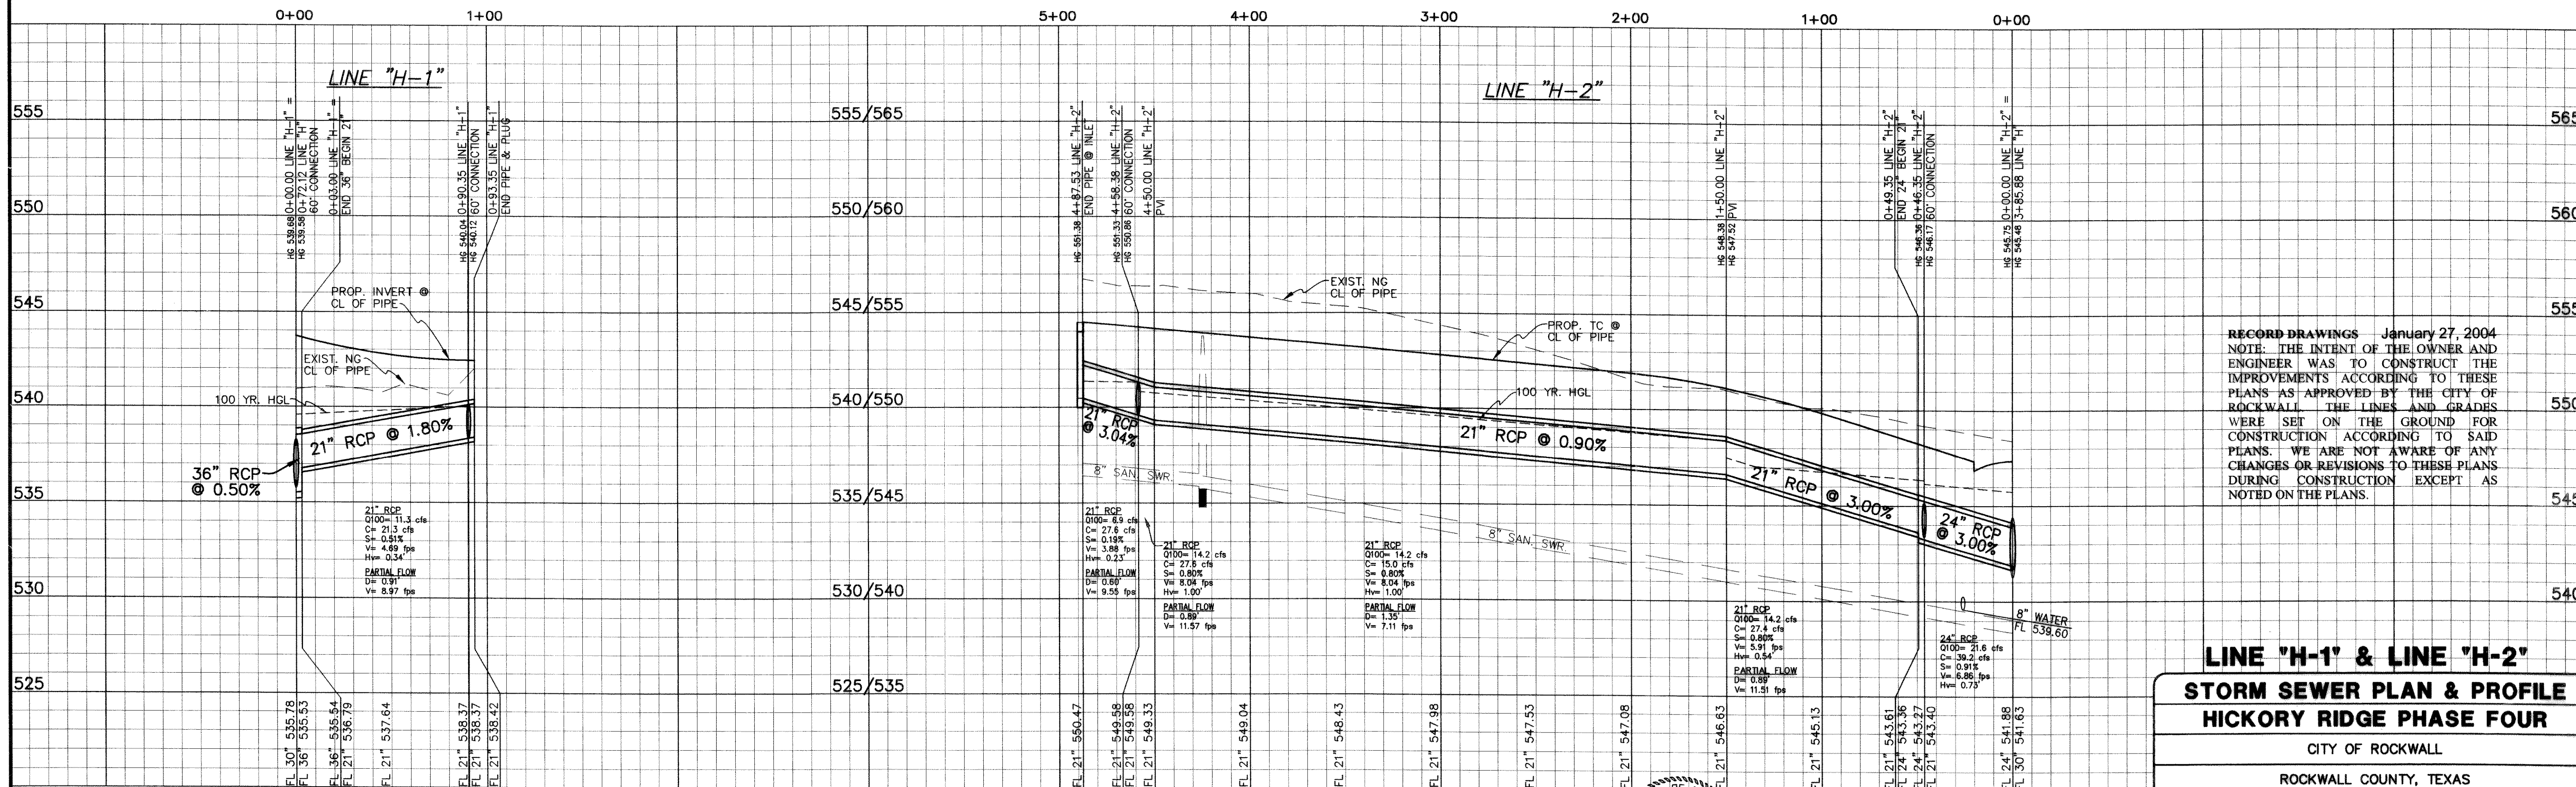 0+00 1+00 5+00 4+00 3+00 2+00 1+00 0+00
LINE "H-1"
LINE "H-2"
555 555/565 565
550 550/560 560
545 545/555 555
540 540/550 550
535 535/545 545
530 530/540 540
525 525/535
HG 539.68 0+00.00 LINE "H-1" =
HG 539.58 0+72.12 LINE "H"
60° CONNECTION
0+03.00 LINE "H-1" =
END 36" BEGIN 21"
HG 540.04 0+90.35 LINE "H-1"
HG 540.12 60° CONNECTION
0+93.35 LINE "H-1"
END PIPE & PLUG
PROP. INVERT @
CL OF PIPE
EXIST. NG
CL OF PIPE
100 YR. HGL
21" RCP @ 1.80%
36" RCP
@ 0.50%
21" RCP
Q100= 11.3 cfs
C= 21.3 cfs
S= 0.51%
V= 4.69 fps
Hv= 0.34'
PARTIAL FLOW
D= 0.91'
V= 8.97 fps
FL 30" 535.78
FL 36" 535.53
FL 36" 535.54
FL 21" 536.79
FL 21" 537.64
FL 21" 538.37
FL 21" 538.37
FL 21" 538.42
HG 551.38 4+87.53 LINE "H-2"
END PIPE @ INLET
HG 551.33 4+58.38 LINE "H-2"
HG 550.86 60° CONNECTION
4+50.00 LINE "H-2"
PVI
HG 548.38 1+50.00 LINE "H-2"
HG 547.52 PVI
0+49.35 LINE "H-2"
END 24" BEGIN 21"
HG 546.36 0+46.35 LINE "H-2"
HG 546.17 60° CONNECTION
HG 545.75 0+00.00 LINE "H-2" =
HG 545.48 3+85.88 LINE "H"
EXIST. NG
CL OF PIPE
PROP. TC @
CL OF PIPE
100 YR. HGL
21" RCP
@ 3.04%
21" RCP @ 0.90%
21" RCP @ 3.00%
24" RCP
@ 3.00%
8" SAN. SWR.
8" SAN. SWR.
8" WATER
FL 539.60
21" RCP
Q100= 6.9 cfs
C= 27.6 cfs
S= 0.19%
V= 3.88 fps
Hv= 0.23'
PARTIAL FLOW
D= 0.60'
V= 9.55 fps
21" RCP
Q100= 14.2 cfs
C= 27.6 cfs
S= 0.80%
V= 8.04 fps
Hv= 1.00'
PARTIAL FLOW
D= 0.89'
V= 11.57 fps
21" RCP
Q100= 14.2 cfs
C= 15.0 cfs
S= 0.80%
V= 8.04 fps
Hv= 1.00'
PARTIAL FLOW
D= 1.35'
V= 7.11 fps
21" RCP
Q100= 14.2 cfs
C= 27.4 cfs
S= 0.80%
V= 5.91 fps
Hv= 0.54'
PARTIAL FLOW
D= 0.89'
V= 11.51 fps
24" RCP
Q100= 21.6 cfs
C= 39.2 cfs
S= 0.91%
V= 6.86 fps
Hv= 0.73'
FL 21" 550.47
FL 21" 549.58
FL 21" 549.58
FL 21" 549.33
FL 21" 549.04
FL 21" 548.43
FL 21" 547.98
FL 21" 547.53
FL 21" 547.08
FL 21" 546.63
FL 21" 545.13
FL 21" 543.61
FL 24" 543.36
FL 24" 543.27
FL 21" 543.40
FL 24" 541.88
FL 30" 541.63
RECORD DRAWINGS January 27, 2004
NOTE: THE INTENT OF THE OWNER AND
ENGINEER WAS TO CONSTRUCT THE
IMPROVEMENTS ACCORDING TO THESE
PLANS AS APPROVED BY THE CITY OF
ROCKWALL. THE LINES AND GRADES
WERE SET ON THE GROUND FOR
CONSTRUCTION ACCORDING TO SAID
PLANS. WE ARE NOT AWARE OF ANY
CHANGES OR REVISIONS TO THESE PLANS
DURING CONSTRUCTION EXCEPT AS
NOTED ON THE PLANS.
LINE "H-1" & LINE "H-2"
STORM SEWER PLAN & PROFILE
HICKORY RIDGE PHASE FOUR
CITY OF ROCKWALL
ROCKWALL COUNTY, TEXAS